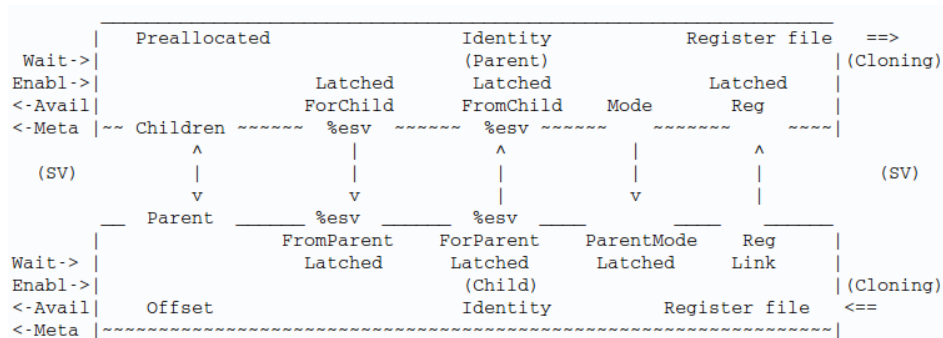 Preallocated Identity Register file ==>
Wait->| (Parent) |(Cloning)
Enabl->| Latched Latched Latched |
<-Avail| ForChild FromChild Mode Reg |
<-Meta |~~ Children ~~~~~~ %esv ~~~~~~ %esv ~~~~~~ ~~~~~~~ ~~~~|
^ | ^ | ^
(SV) | | | | | (SV)
v v | v |
__ Parent ______ %esv ______ %esv ____ ____ ______
| FromParent ForParent ParentMode Reg |
Wait-> | Latched Latched Latched Link |
Enabl->| (Child) |(Cloning)
<-Avail| Offset Identity Register file <==
<-Meta |~~~~~~~~~~~~~~~~~~~~~~~~~~~~~~~~~~~~~~~~~~~~~~~~~~~~~~~~~~~~~~~~~|